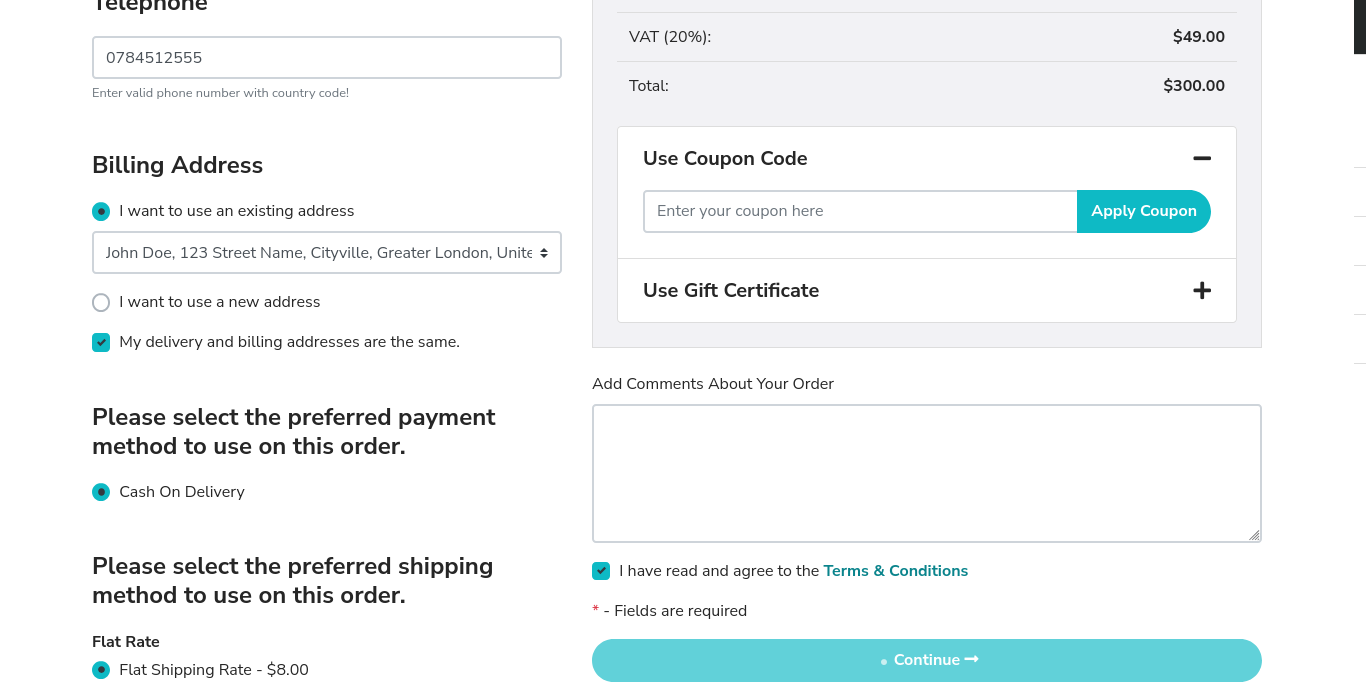 Telephone
0784512555
Enter valid phone number with country code!
Billing Address
I want to use an existing address
John Doe, 123 Street Name, Cityville, Greater London, Unite
I want to use a new address
My delivery and billing addresses are the same.
Please select the preferred payment
method to use on this order.
Cash On Delivery
Please select the preferred shipping
method to use on this order.
Flat Rate
Flat Shipping Rate - $8.00
VAT (20%): $49.00
Total: $300.00
Use Coupon Code
Enter your coupon here Apply Coupon
Use Gift Certificate
Add Comments About Your Order
I have read and agree to the Terms & Conditions
* - Fields are required
Continue